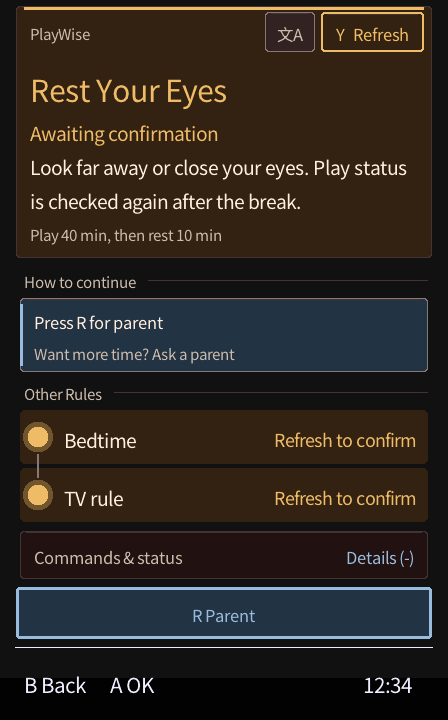 PlayWise
文A
Y Refresh
Rest Your Eyes
Awaiting confirmation
Look far away or close your eyes. Play status
is checked again after the break.
Play 40 min, then rest 10 min
How to continue
Press R for parent
Want more time? Ask a parent
Other Rules
Bedtime
Refresh to confirm
TV rule
Refresh to confirm
Commands & status
Details (-)
R Parent
B Back
A OK
12:34